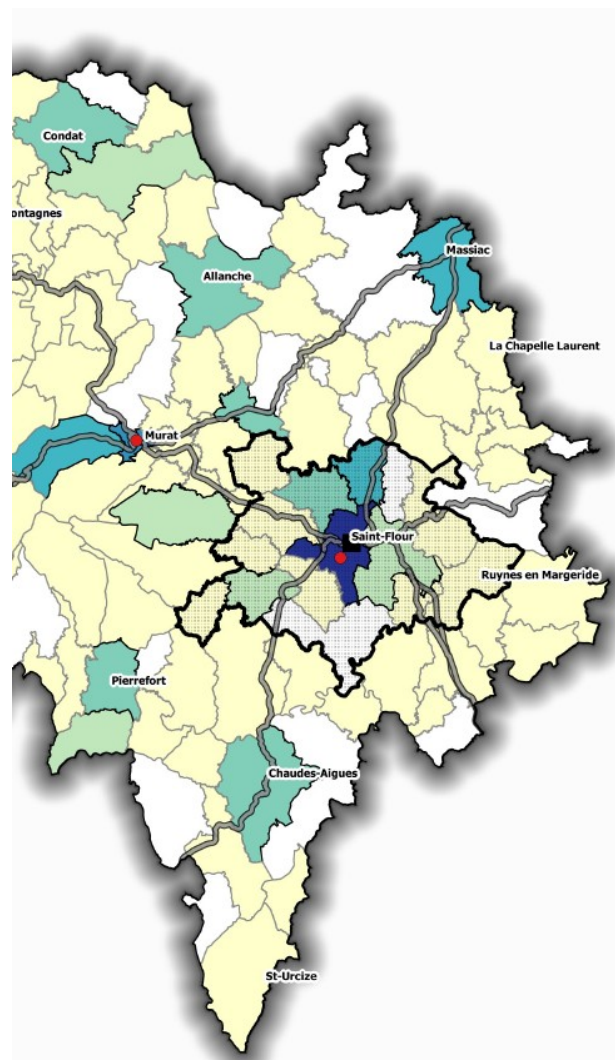 Condat
ontagnes
Massiac
Allanche
La Chapelle Laurent
Murat
Saint-Flour
Ruynes en Margeride
Pierrefort
Chaudes-Aigues
St-Urcize